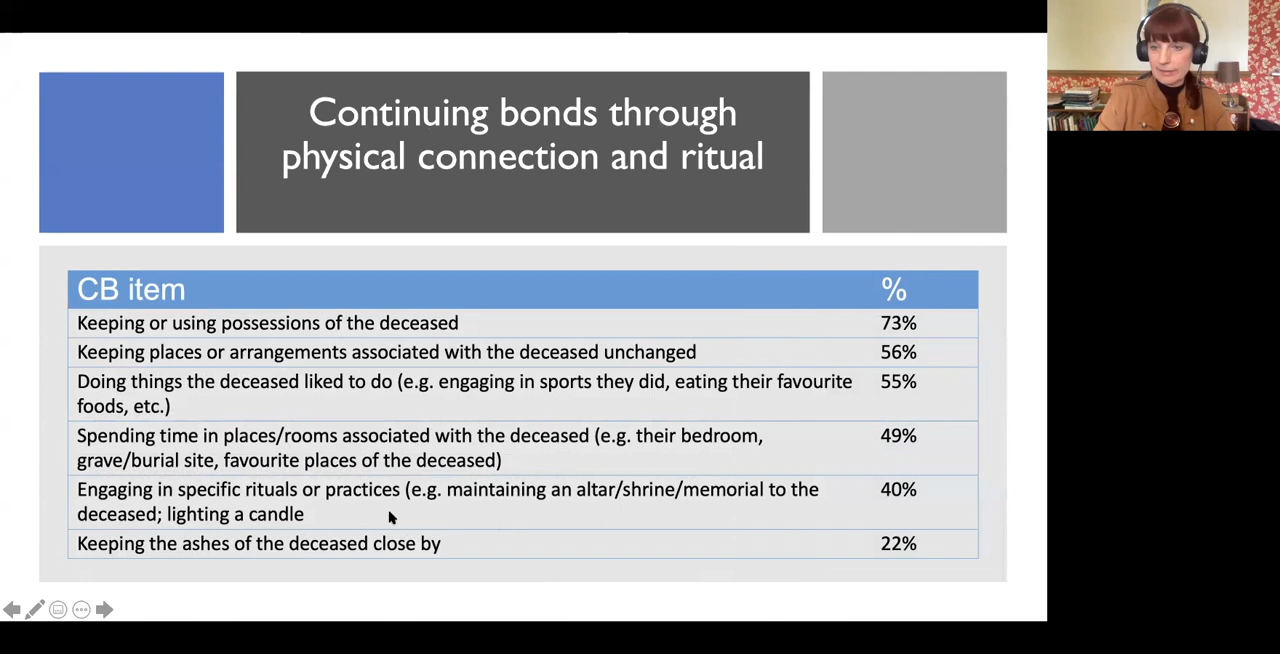 Continuing bonds through
physical connection and ritual
CB item %
Keeping or using possessions of the deceased 73%
Keeping places or arrangements associated with the deceased unchanged 56%
Doing things the deceased liked to do (e.g. engaging in sports they did, eating their favourite 55%
foods, etc.)
Spending time in places/rooms associated with the deceased (e.g. their bedroom, 49%
grave/burial site, favourite places of the deceased)
Engaging in specific rituals or practices (e.g. maintaining an altar/shrine/memorial to the 40%
deceased; lighting a candle
Keeping the ashes of the deceased close by 22%